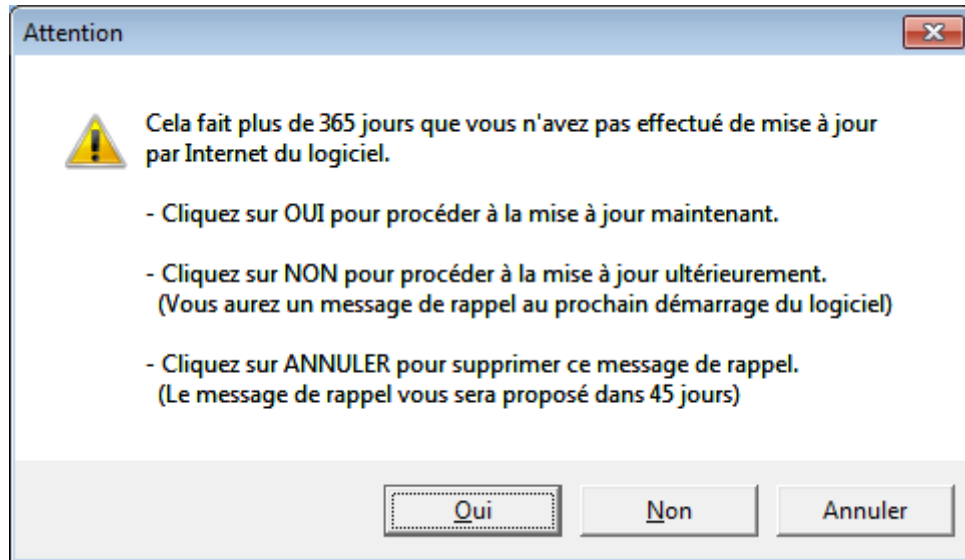 Attention
Cela fait plus de 365 jours que vous n'avez pas effectué de mise à jour
par Internet du logiciel.
- Cliquez sur OUI pour procéder à la mise à jour maintenant.
- Cliquez sur NON pour procéder à la mise à jour ultérieurement.
(Vous aurez un message de rappel au prochain démarrage du logiciel)
- Cliquez sur ANNULER pour supprimer ce message de rappel.
(Le message de rappel vous sera proposé dans 45 jours)
Oui Non Annuler